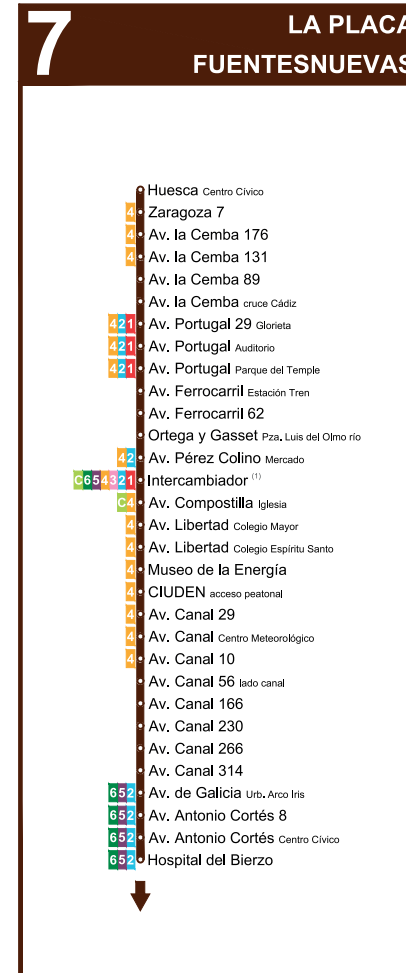 7
LA PLACA
FUENTESNUEVAS
Huesca Centro Cívico
4 Zaragoza 7
4 Av. la Cemba 176
4 Av. la Cemba 131
Av. la Cemba 89
Av. la Cemba cruce Cádiz
421 Av. Portugal 29 Glorieta
421 Av. Portugal Auditorio
421 Av. Portugal Parque del Temple
Av. Ferrocarril Estación Tren
Av. Ferrocarril 62
Ortega y Gasset Pza. Luis del Olmo río
42 Av. Pérez Colino Mercado
C654321 Intercambiador (1)
C4 Av. Compostilla Iglesia
4 Av. Libertad Colegio Mayor
4 Av. Libertad Colegio Espíritu Santo
4 Museo de la Energía
4 CIUDEN acceso peatonal
4 Av. Canal 29
4 Av. Canal Centro Meteorológico
4 Av. Canal 10
Av. Canal 56 lado canal
Av. Canal 166
Av. Canal 230
Av. Canal 266
Av. Canal 314
652 Av. de Galicia Urb. Arco Iris
652 Av. Antonio Cortés 8
652 Av. Antonio Cortés Centro Cívico
652 Hospital del Bierzo